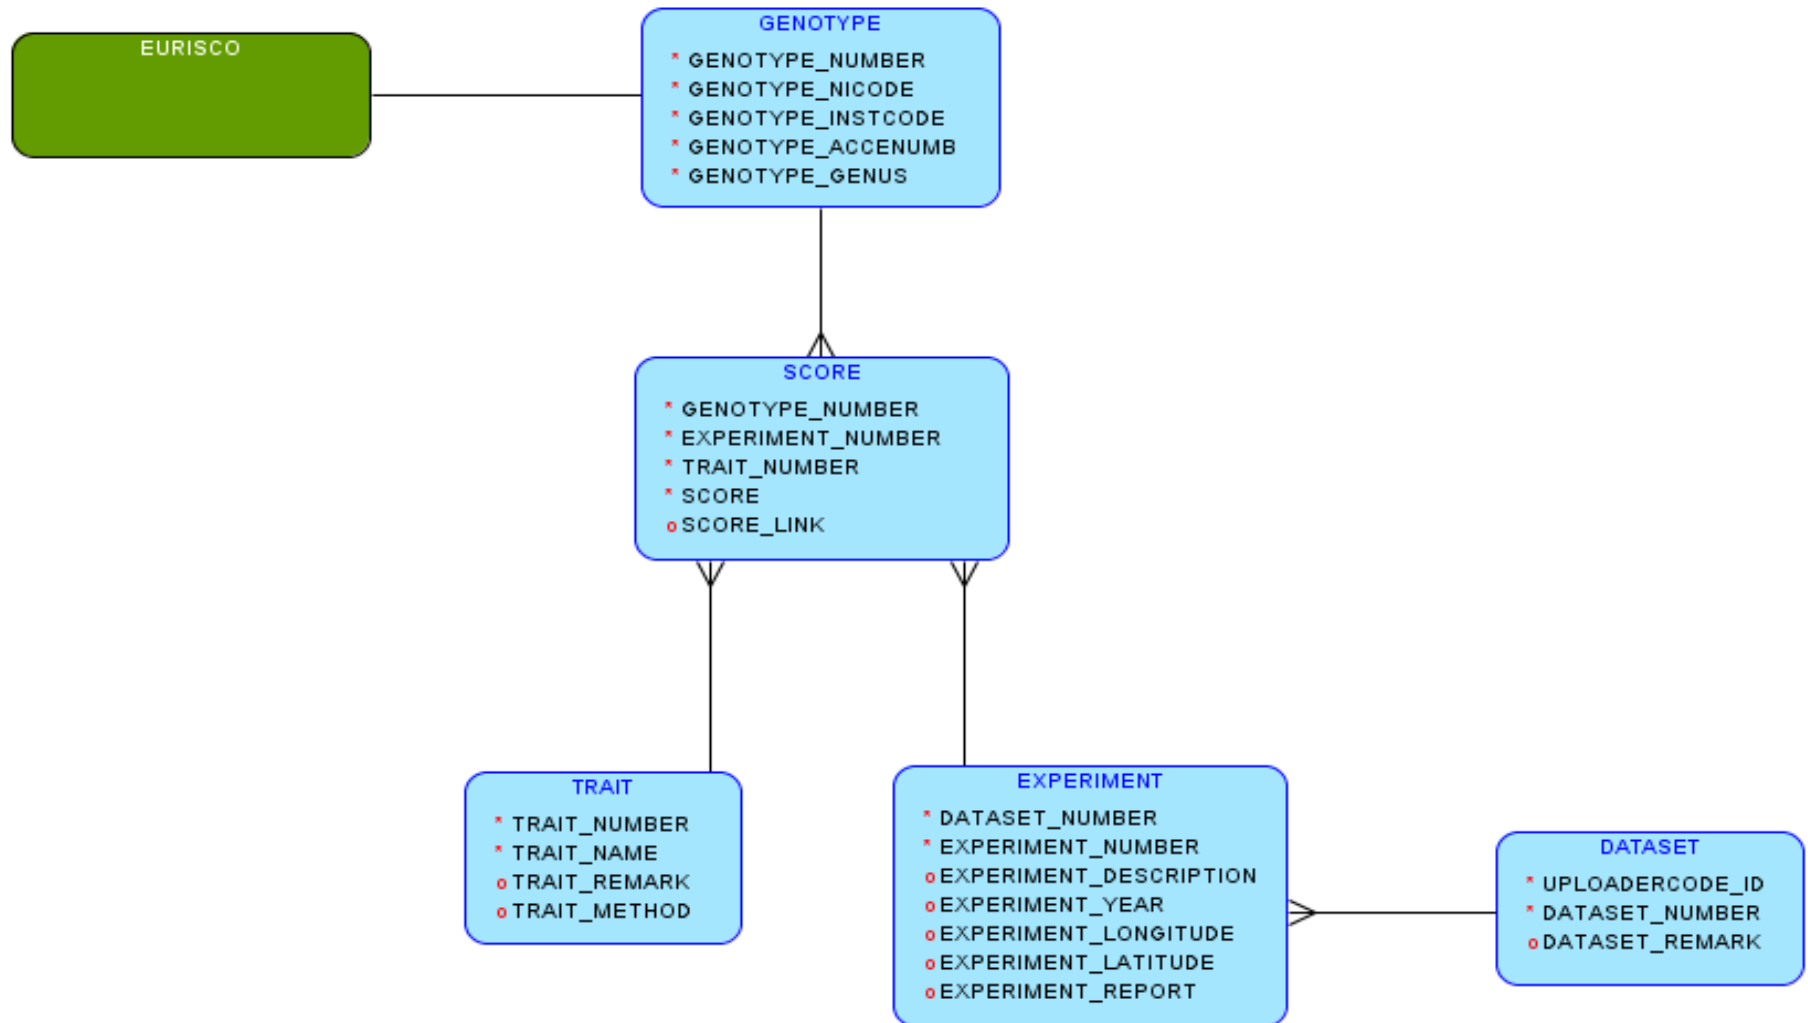 EURISCO
GENOTYPE
* GENOTYPE_NUMBER
* GENOTYPE_NICODE
* GENOTYPE_INSTCODE
* GENOTYPE_ACCENUMB
* GENOTYPE_GENUS
SCORE
* GENOTYPE_NUMBER
* EXPERIMENT_NUMBER
* TRAIT_NUMBER
* SCORE
o SCORE_LINK
TRAIT
* TRAIT_NUMBER
* TRAIT_NAME
o TRAIT_REMARK
o TRAIT_METHOD
EXPERIMENT
* DATASET_NUMBER
* EXPERIMENT_NUMBER
o EXPERIMENT_DESCRIPTION
o EXPERIMENT_YEAR
o EXPERIMENT_LONGITUDE
o EXPERIMENT_LATITUDE
o EXPERIMENT_REPORT
DATASET
* UPLOADERCODE_ID
* DATASET_NUMBER
o DATASET_REMARK